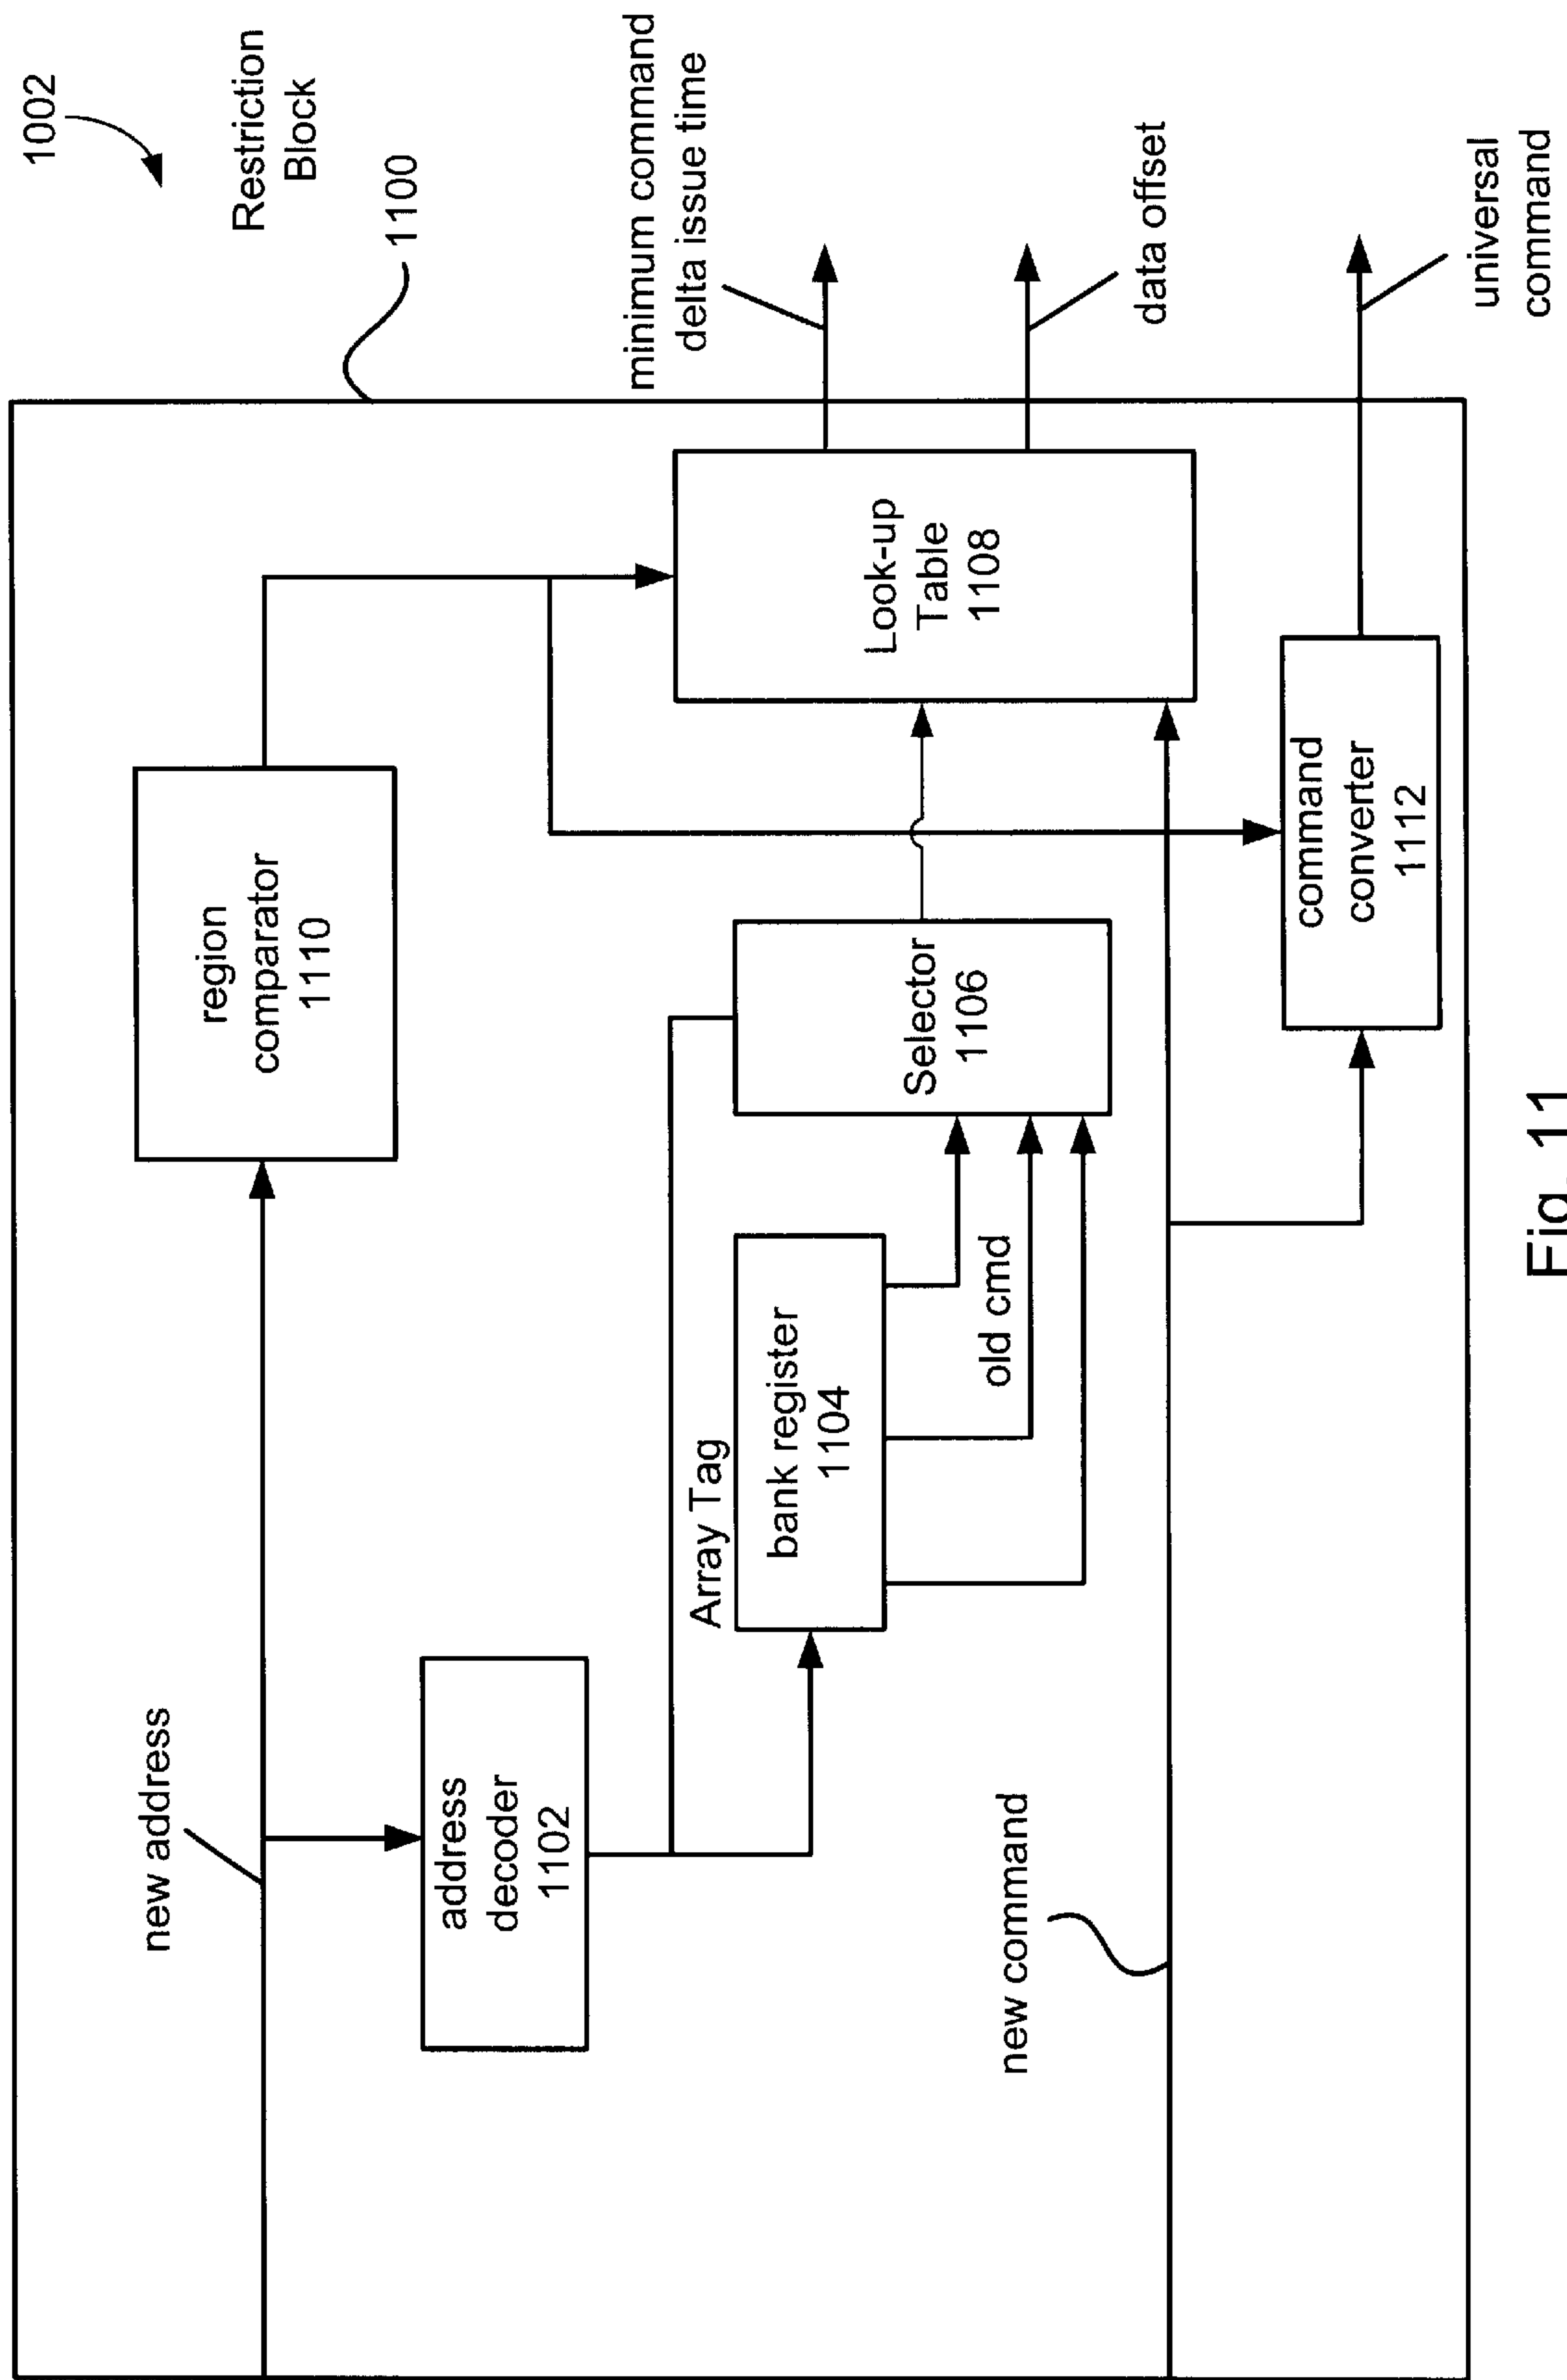 1002
Restriction
Block
1100
new address
region
comparator
1110
address
decoder
1102
Array Tag
bank register
1104
old cmd
Selector
1106
Look-up
Table
1108
minimum command
delta issue time
data offset
new command
command
converter
1112
universal
command
Fig. 11